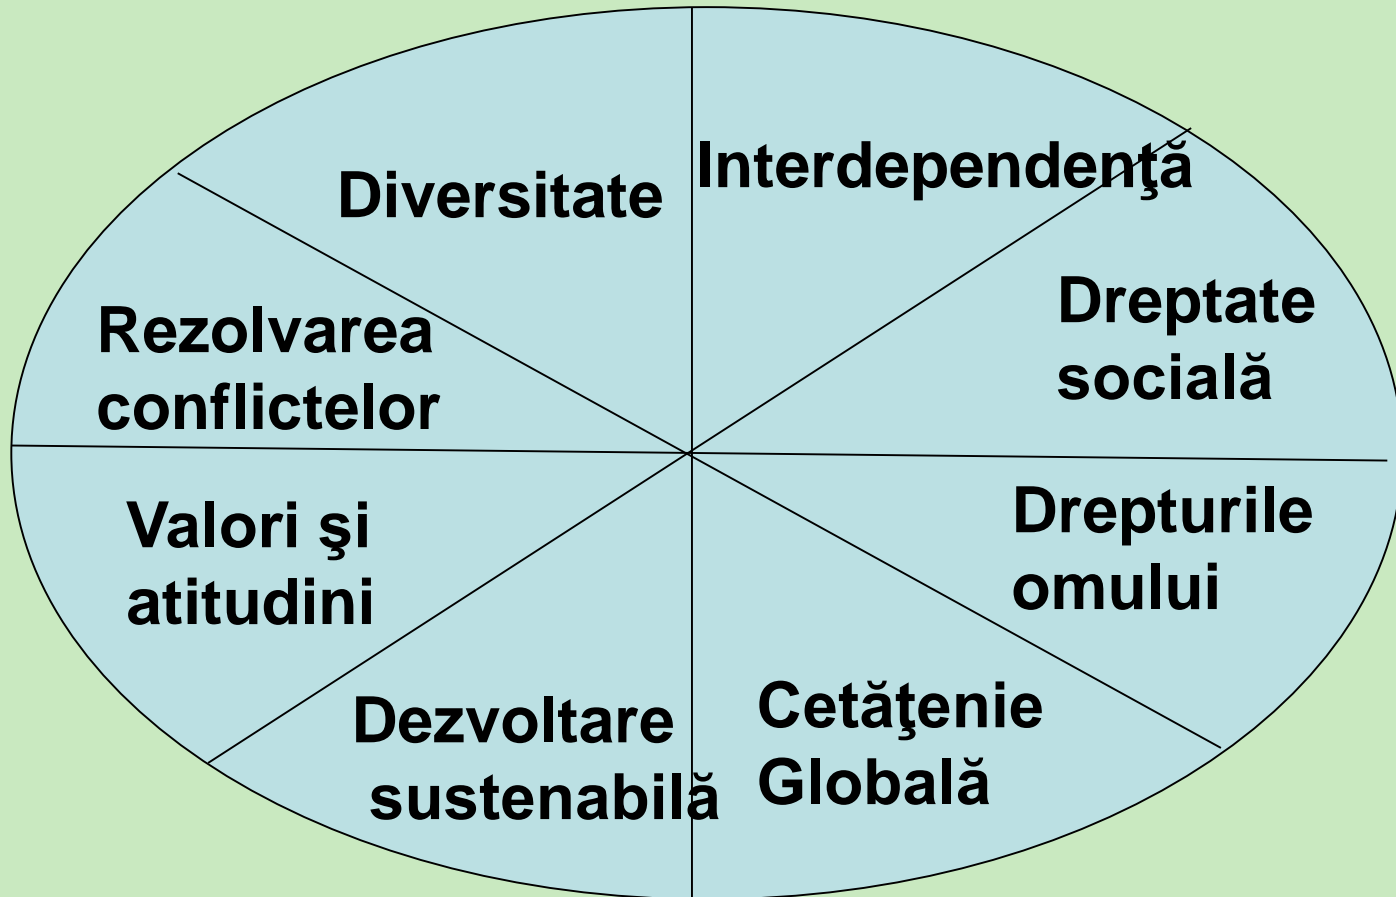 Diversitate
Interdependenţă
Dreptate
socială
Rezolvarea
conflictelor
Valori şi
atitudini
Drepturile
omului
Dezvoltare
sustenabilă
Cetăţenie
Globală